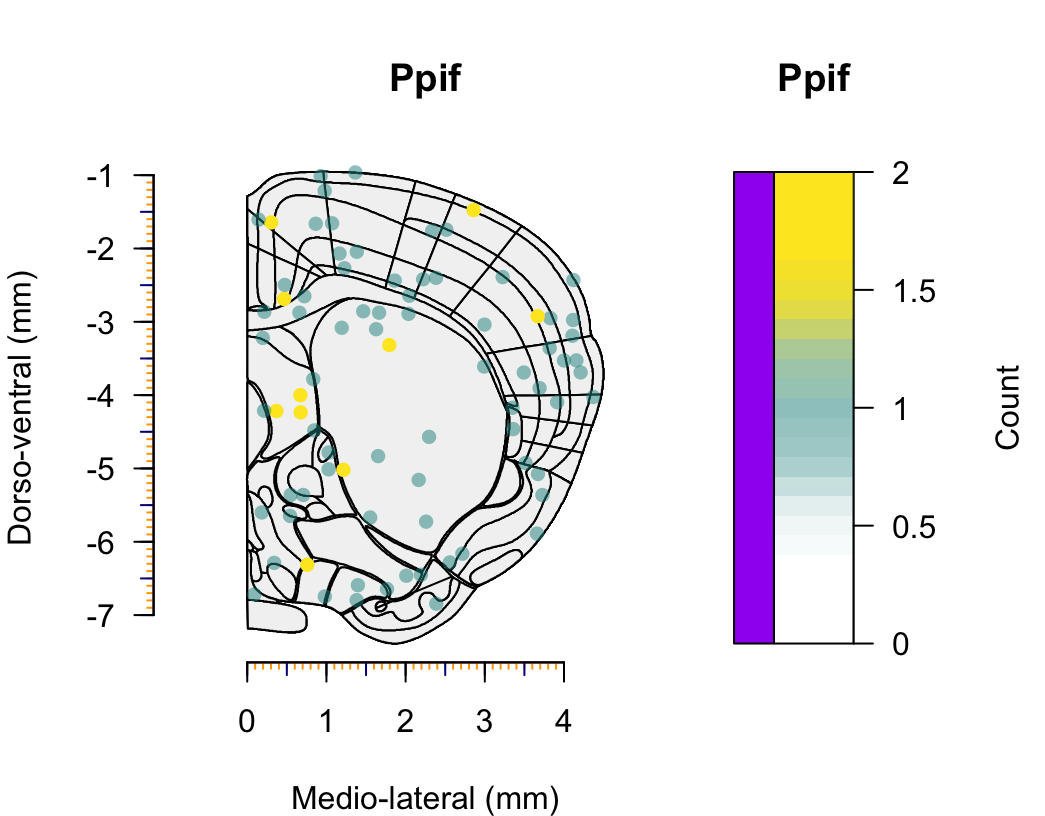 Ppif
Ppif
Dorso-ventral (mm)
-1
-2
-3
-4
-5
-6
-7
0 1 2 3 4
Medio-lateral (mm)
2
1.5
1
0.5
0
Count